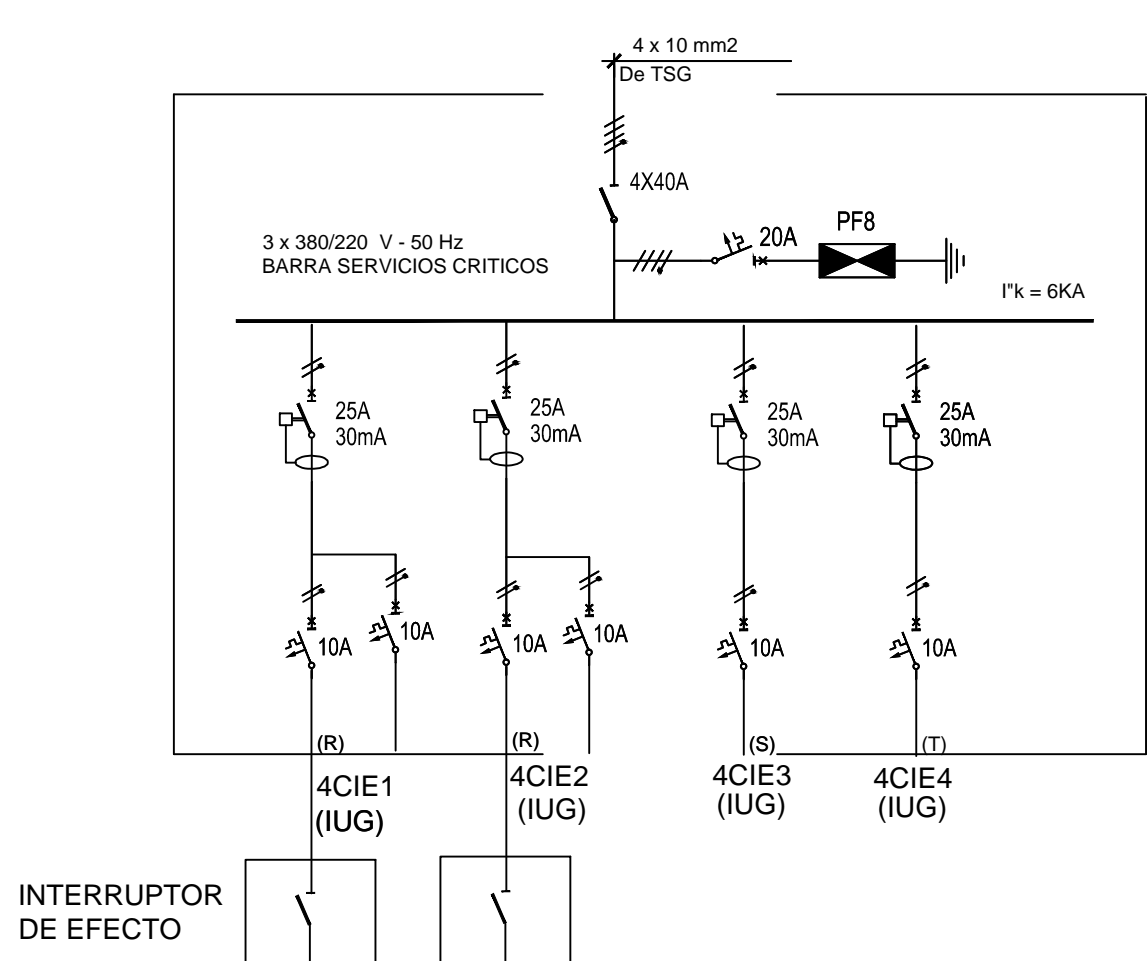 4 x 10 mm2
De TSG
4X40A
20A
PF8
3 x 380/220 V - 50 Hz
BARRA SERVICIOS CRITICOS
I"k = 6KA
25A
30mA
25A
30mA
25A
30mA
25A
30mA
10A
10A
10A
10A
10A
10A
(R)
(R)
(S)
(T)
4CIE1
(IUG)
4CIE2
(IUG)
4CIE3
(IUG)
4CIE4
(IUG)
INTERRUPTOR
DE EFECTO